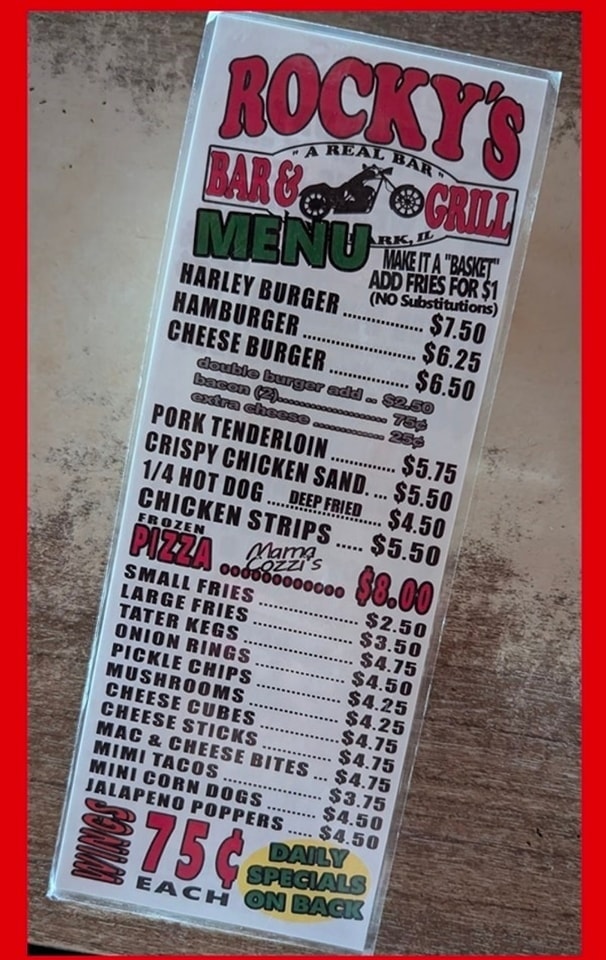 ROCKY'S
"A REAL BAR"
BAR & GRILL
ARK, IL
MENU
MAKE IT A "BASKET"
ADD FRIES FOR $1
(NO Substitutions)
HARLEY BURGER ............... $7.50
HAMBURGER ..................... $6.25
CHEESE BURGER ............... $6.50
double burger add .. $2.50
bacon (2)..................... 75¢
extra cheese ............. 25¢
PORK TENDERLOIN ............. $5.75
CRISPY CHICKEN SAND. ... $5.50
1/4 HOT DOG .... DEEP FRIED ... $4.50
CHICKEN STRIPS ..... $5.50
FROZEN
PIZZA Mama Cozzi's ............. $8.00
SMALL FRIES ................. $2.50
LARGE FRIES ................. $3.50
TATER KEGS .................. $4.75
ONION RINGS ................ $4.50
PICKLE CHIPS ............... $4.25
MUSHROOMS ................. $4.25
CHEESE CUBES .............. $4.75
CHEESE STICKS ............. $4.75
MAC & CHEESE BITES .. $4.75
MIMI TACOS .................. $3.75
MINI CORN DOGS .......... $4.50
JALAPENO POPPERS .... $4.50
WINGS 75¢
EACH
DAILY
SPECIALS
ON BACK